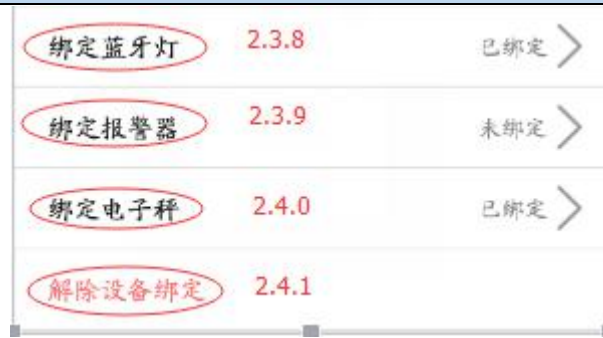 绑定蓝牙灯 2.3.8 已绑定
绑定报警器 2.3.9 未绑定
绑定电子秤 2.4.0 已绑定
解除设备绑定 2.4.1